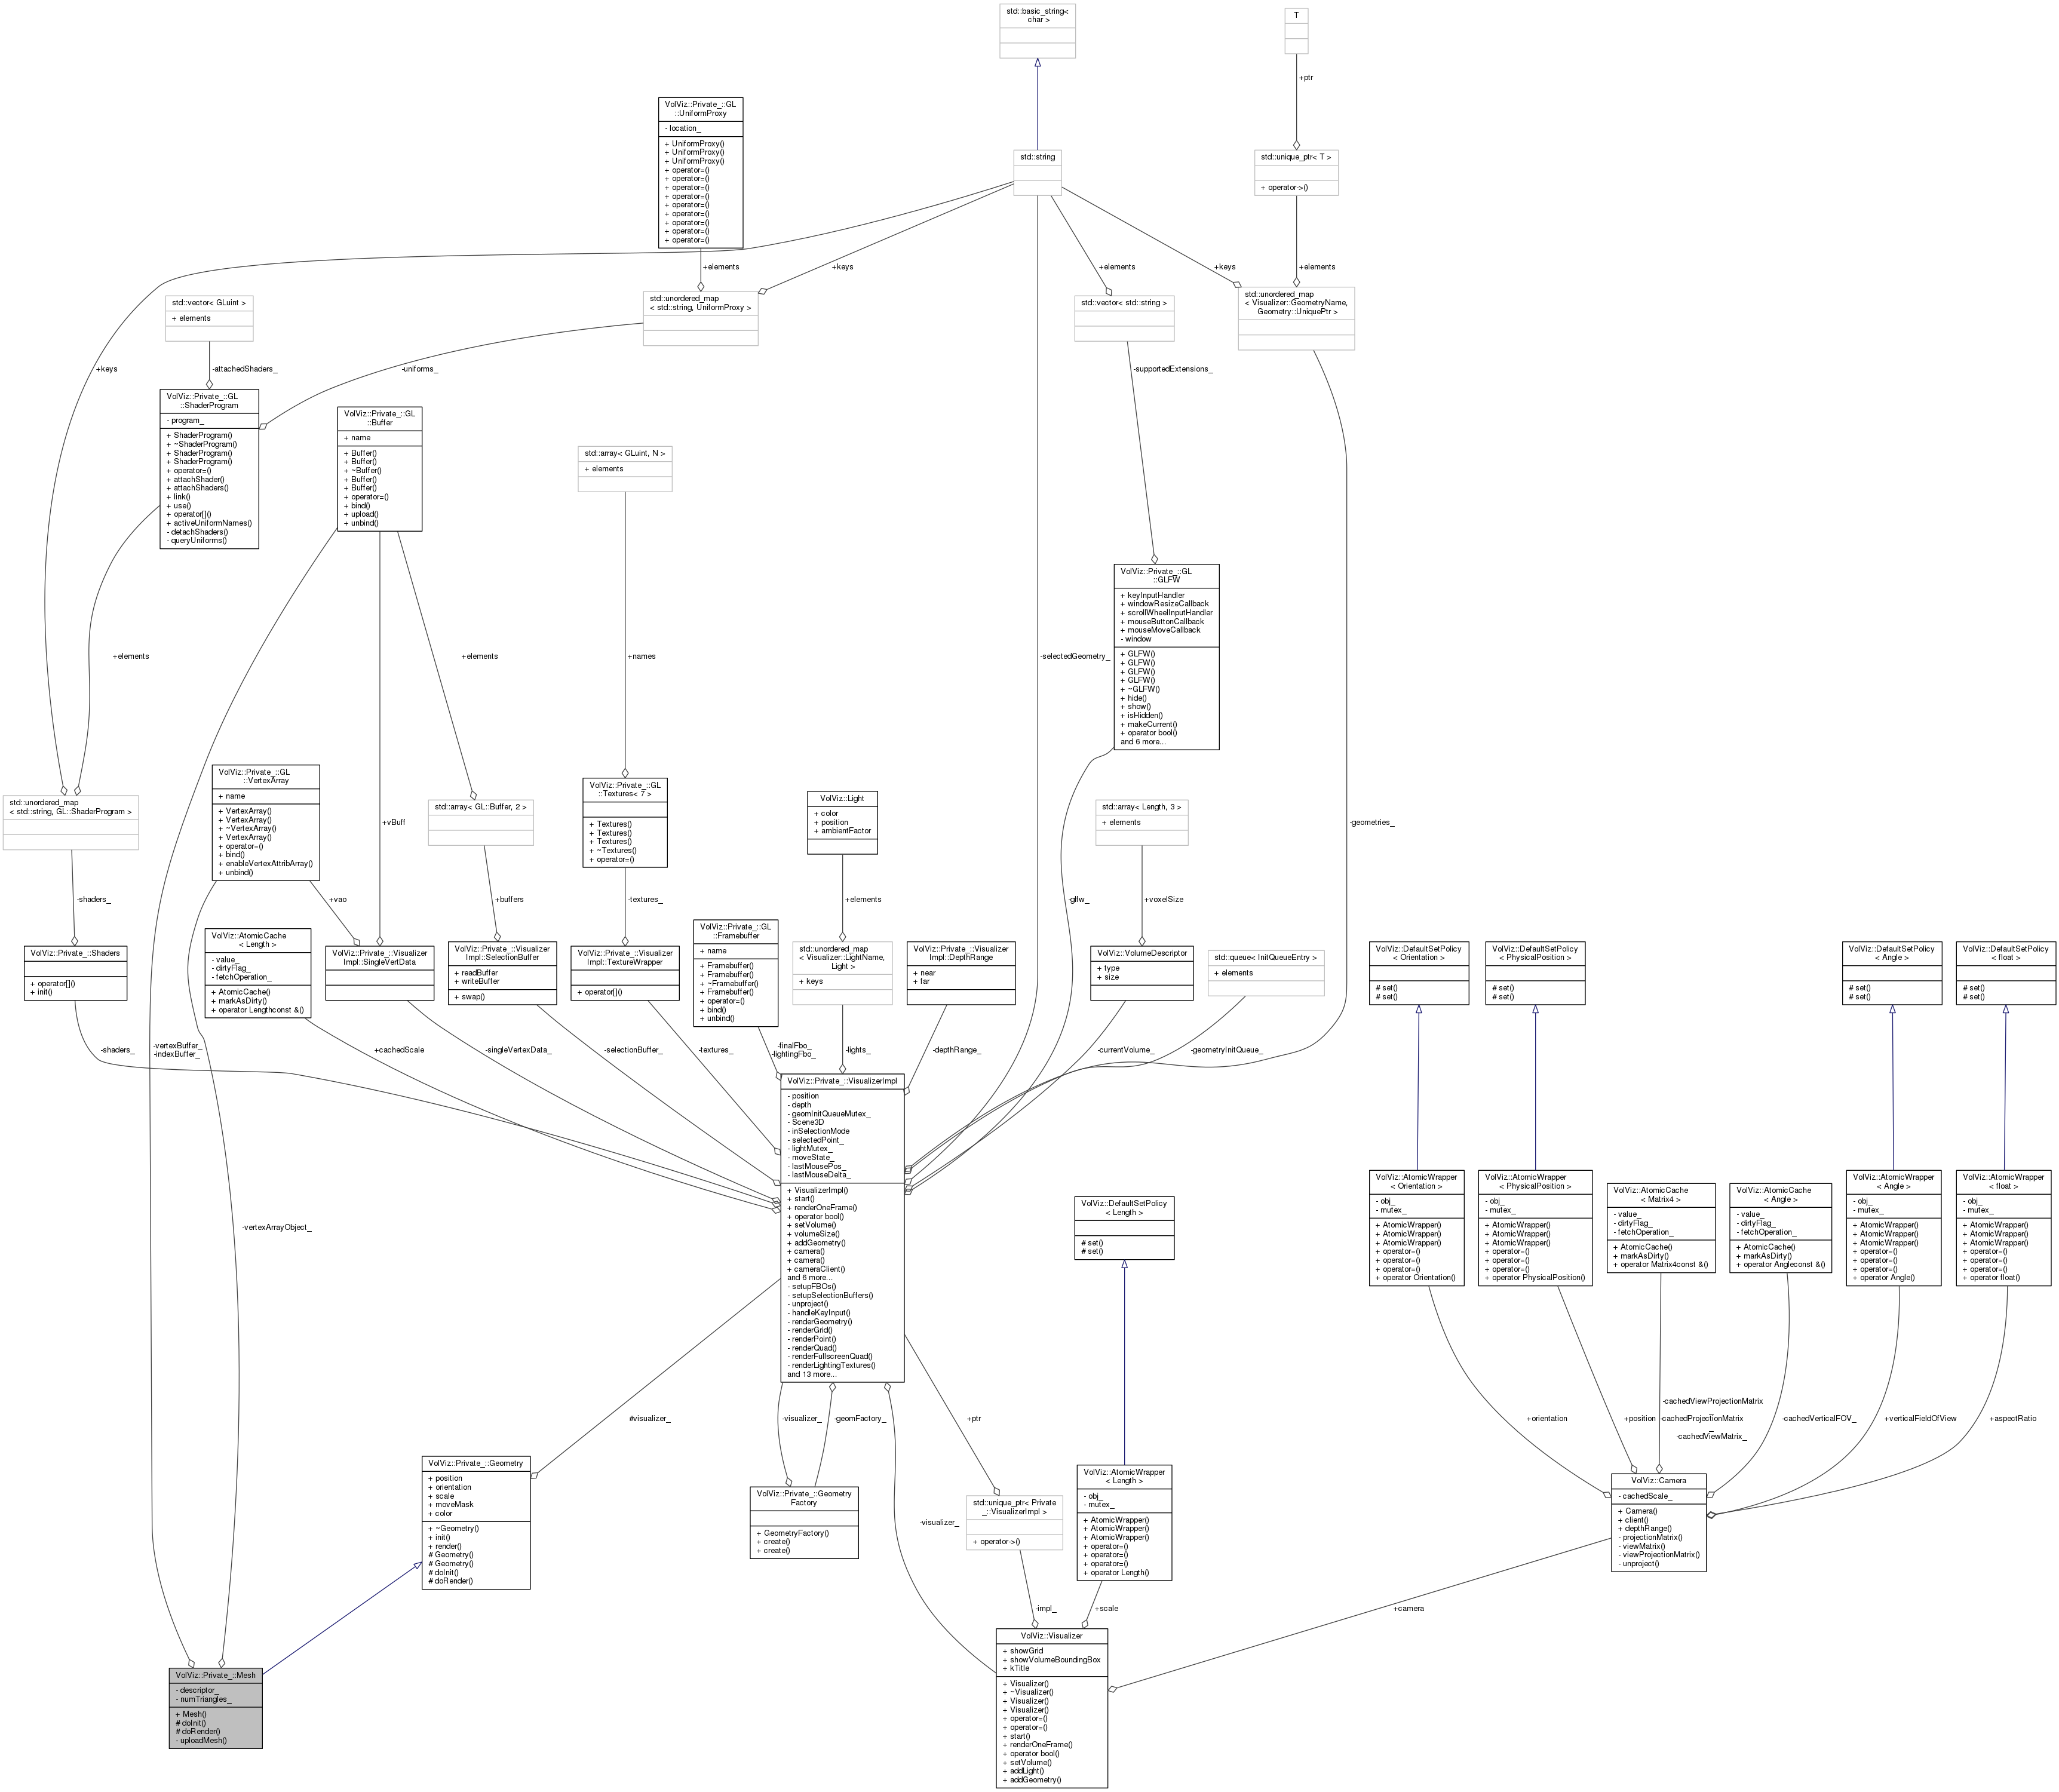 std::basic_string<
char >
T
+ptr
VolViz::Private_::GL
::UniformProxy
- location_
+ UniformProxy()
+ UniformProxy()
+ UniformProxy()
+ operator=()
+ operator=()
+ operator=()
+ operator=()
+ operator=()
+ operator=()
+ operator=()
+ operator=()
+ operator=()
std::string
std::unique_ptr< T >
+ operator->()
+elements
+keys
+elements
+keys
+elements
std::vector< GLuint >
+ elements
std::unordered_map
< std::string, UniformProxy >
std::vector< std::string >
std::unordered_map
< Visualizer::GeometryName,
Geometry::UniquePtr >
+keys
-attachedShaders_
-uniforms_
-supportedExtensions_
VolViz::Private_::GL
::ShaderProgram
- program_
+ ShaderProgram()
+ ~ShaderProgram()
+ ShaderProgram()
+ ShaderProgram()
+ operator=()
+ attachShader()
+ attachShaders()
+ link()
+ use()
+ operator[]()
+ activeUniformNames()
- detachShaders()
- queryUniforms()
VolViz::Private_::GL
::Buffer
+ name
+ Buffer()
+ Buffer()
+ ~Buffer()
+ Buffer()
+ Buffer()
+ operator=()
+ bind()
+ upload()
+ unbind()
std::array< GLuint, N >
+ elements
VolViz::Private_::GL
::GLFW
+ keyInputHandler
+ windowResizeCallback
+ scrollWheelInputHandler
+ mouseButtonCallback
+ mouseMoveCallback
- window
+ GLFW()
+ GLFW()
+ GLFW()
+ GLFW()
+ ~GLFW()
+ hide()
+ show()
+ isHidden()
+ makeCurrent()
+ operator bool()
and 6 more...
+elements
+elements
+names
-selectedGeometry_
std::unordered_map
< std::string, GL::ShaderProgram >
VolViz::Private_::GL
::VertexArray
+ name
+ VertexArray()
+ VertexArray()
+ ~VertexArray()
+ VertexArray()
+ operator=()
+ bind()
+ enableVertexAttribArray()
+ unbind()
+vBuff
std::array< GL::Buffer, 2 >
VolViz::Private_::GL
::Textures< 7 >
+ Textures()
+ Textures()
+ Textures()
+ ~Textures()
+ operator=()
VolViz::Light
+ color
+ position
+ ambientFactor
std::array< Length, 3 >
+ elements
-geometries_
-shaders_
+vao
+buffers
-textures_
+elements
-glfw_
+voxelSize
VolViz::Private_::Shaders
+ operator[]()
+ init()
VolViz::AtomicCache
< Length >
- value_
- dirtyFlag_
- fetchOperation_
+ AtomicCache()
+ markAsDirty()
+ operator Lengthconst &()
VolViz::Private_::Visualizer
Impl::SingleVertData
VolViz::Private_::Visualizer
Impl::SelectionBuffer
+ readBuffer
+ writeBuffer
+ swap()
VolViz::Private_::Visualizer
Impl::TextureWrapper
+ operator[]()
VolViz::Private_::GL
::Framebuffer
+ name
+ Framebuffer()
+ Framebuffer()
+ ~Framebuffer()
+ Framebuffer()
+ operator=()
+ bind()
+ unbind()
std::unordered_map
< Visualizer::LightName,
Light >
+ keys
VolViz::Private_::Visualizer
Impl::DepthRange
+ near
+ far
VolViz::VolumeDescriptor
+ type
+ size
std::queue< InitQueueEntry >
+ elements
VolViz::DefaultSetPolicy
< Orientation >
# set()
# set()
VolViz::DefaultSetPolicy
< PhysicalPosition >
# set()
# set()
VolViz::DefaultSetPolicy
< Angle >
# set()
# set()
VolViz::DefaultSetPolicy
< float >
# set()
# set()
-shaders_
-vertexBuffer_
-indexBuffer_
+cachedScale
-singleVertexData_
-selectionBuffer_
-textures_
-finalFbo_
-lightingFbo_
-lights_
-depthRange_
-currentVolume_
-geometryInitQueue_
VolViz::Private_::VisualizerImpl
- position
- depth
- geomInitQueueMutex_
- Scene3D
- inSelectionMode
- selectedPoint_
- lightMutex_
- moveState_
- lastMousePos_
- lastMouseDelta_
+ VisualizerImpl()
+ start()
+ renderOneFrame()
+ operator bool()
+ setVolume()
+ volumeSize()
+ addGeometry()
+ camera()
+ camera()
+ cameraClient()
and 6 more...
- setupFBOs()
- setupSelectionBuffers()
- unproject()
- handleKeyInput()
- renderGeometry()
- renderGrid()
- renderPoint()
- renderQuad()
- renderFullscreenQuad()
- renderLightingTextures()
and 13 more...
-vertexArrayObject_
VolViz::DefaultSetPolicy
< Length >
# set()
# set()
VolViz::AtomicWrapper
< Orientation >
- obj_
- mutex_
+ AtomicWrapper()
+ AtomicWrapper()
+ AtomicWrapper()
+ operator=()
+ operator=()
+ operator=()
+ operator Orientation()
VolViz::AtomicWrapper
< PhysicalPosition >
- obj_
- mutex_
+ AtomicWrapper()
+ AtomicWrapper()
+ AtomicWrapper()
+ operator=()
+ operator=()
+ operator=()
+ operator PhysicalPosition()
VolViz::AtomicCache
< Matrix4 >
- value_
- dirtyFlag_
- fetchOperation_
+ AtomicCache()
+ markAsDirty()
+ operator Matrix4const &()
VolViz::AtomicCache
< Angle >
- value_
- dirtyFlag_
- fetchOperation_
+ AtomicCache()
+ markAsDirty()
+ operator Angleconst &()
VolViz::AtomicWrapper
< Angle >
- obj_
- mutex_
+ AtomicWrapper()
+ AtomicWrapper()
+ AtomicWrapper()
+ operator=()
+ operator=()
+ operator=()
+ operator Angle()
VolViz::AtomicWrapper
< float >
- obj_
- mutex_
+ AtomicWrapper()
+ AtomicWrapper()
+ AtomicWrapper()
+ operator=()
+ operator=()
+ operator=()
+ operator float()
#visualizer_
-visualizer_
-geomFactory_
+ptr
+orientation
+position
-cachedViewProjectionMatrix
_
-cachedProjectionMatrix
_
-cachedViewMatrix_
-cachedVerticalFOV_
+verticalFieldOfView
+aspectRatio
VolViz::Private_::Geometry
+ position
+ orientation
+ scale
+ moveMask
+ color
+ ~Geometry()
+ init()
+ render()
# Geometry()
# Geometry()
# doInit()
# doRender()
VolViz::Private_::Geometry
Factory
+ GeometryFactory()
+ create()
+ create()
-visualizer_
std::unique_ptr< Private
_::VisualizerImpl >
+ operator->()
VolViz::AtomicWrapper
< Length >
- obj_
- mutex_
+ AtomicWrapper()
+ AtomicWrapper()
+ AtomicWrapper()
+ operator=()
+ operator=()
+ operator=()
+ operator Length()
VolViz::Camera
- cachedScale_
+ Camera()
+ client()
+ depthRange()
- projectionMatrix()
- viewMatrix()
- viewProjectionMatrix()
- unproject()
-impl_
+scale
+camera
VolViz::Private_::Mesh
- descriptor_
- numTriangles_
+ Mesh()
# doInit()
# doRender()
- uploadMesh()
VolViz::Visualizer
+ showGrid
+ showVolumeBoundingBox
+ kTitle
+ Visualizer()
+ ~Visualizer()
+ Visualizer()
+ Visualizer()
+ operator=()
+ operator=()
+ start()
+ renderOneFrame()
+ operator bool()
+ setVolume()
+ addLight()
+ addGeometry()